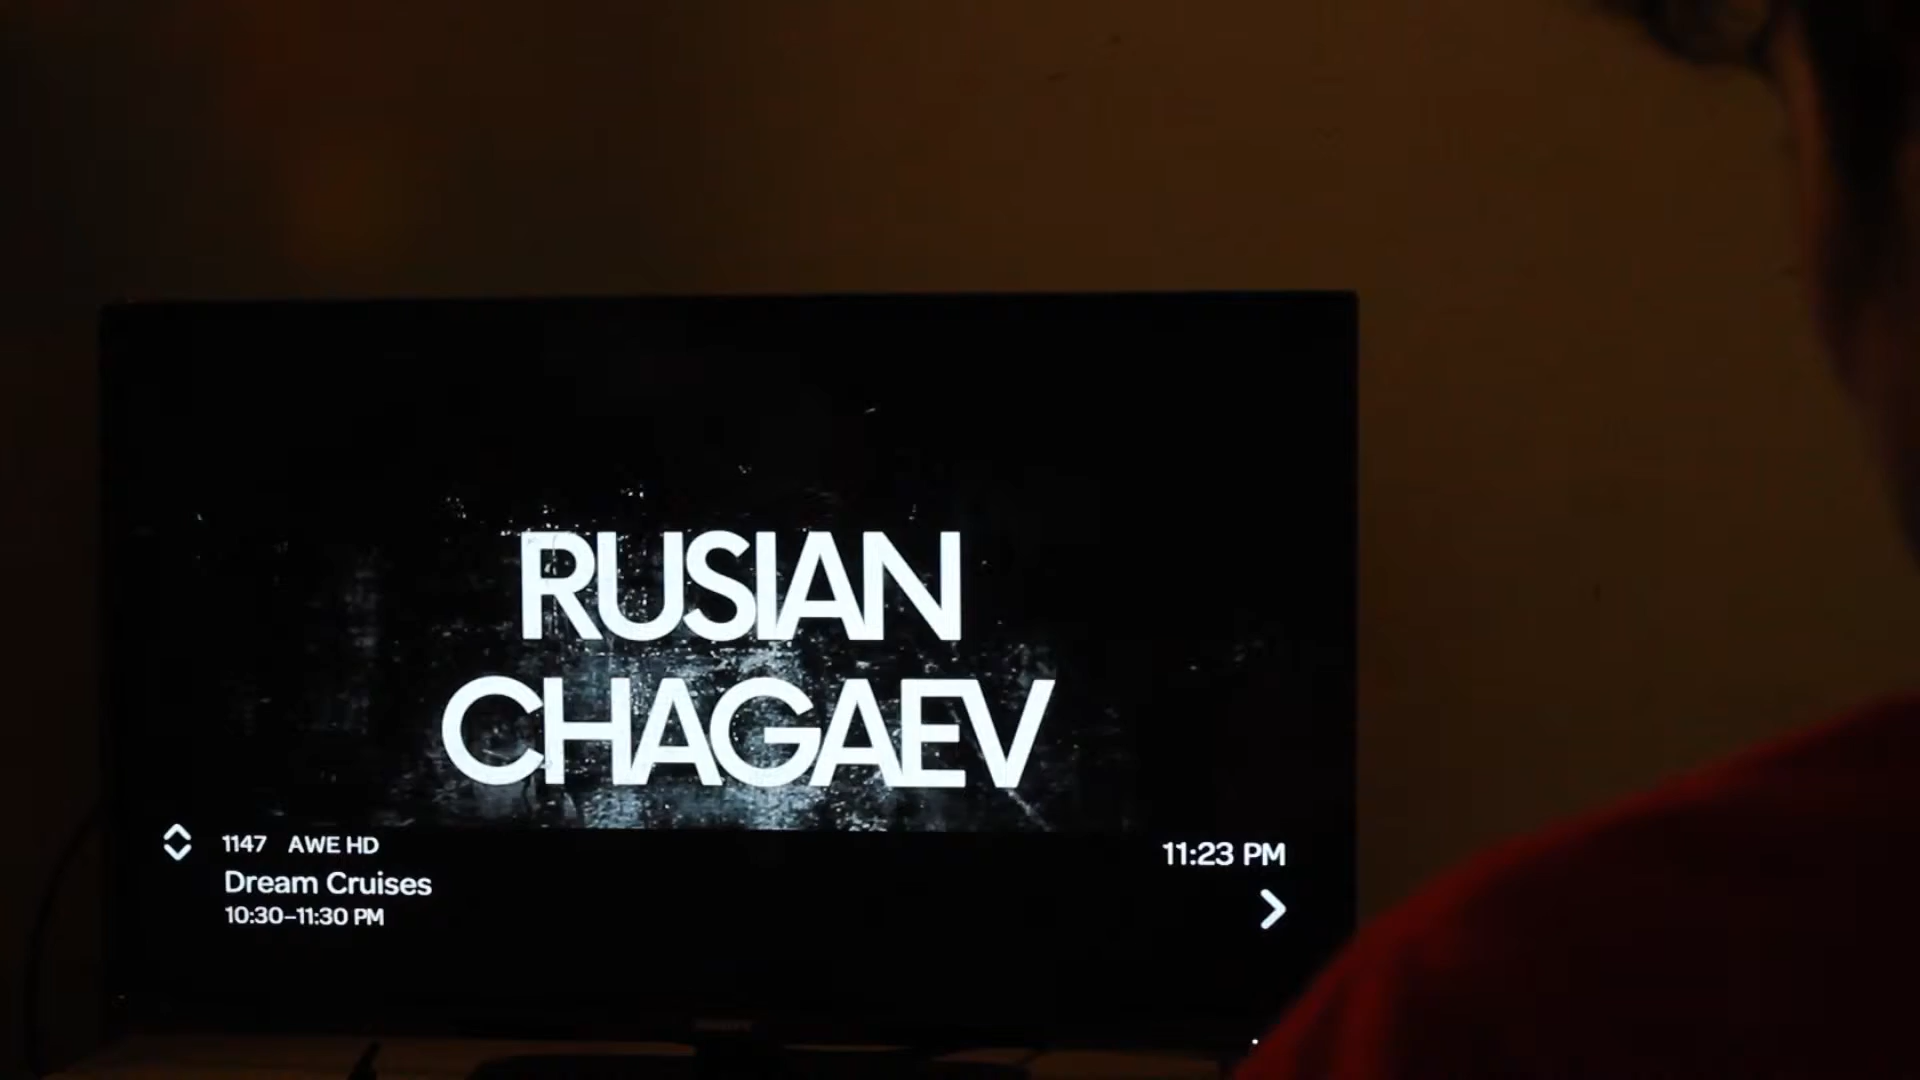 RUSIAN
CHAGAEV
1147 AWE HD
11:23 PM
Dream Cruises
10:30–11:30 PM